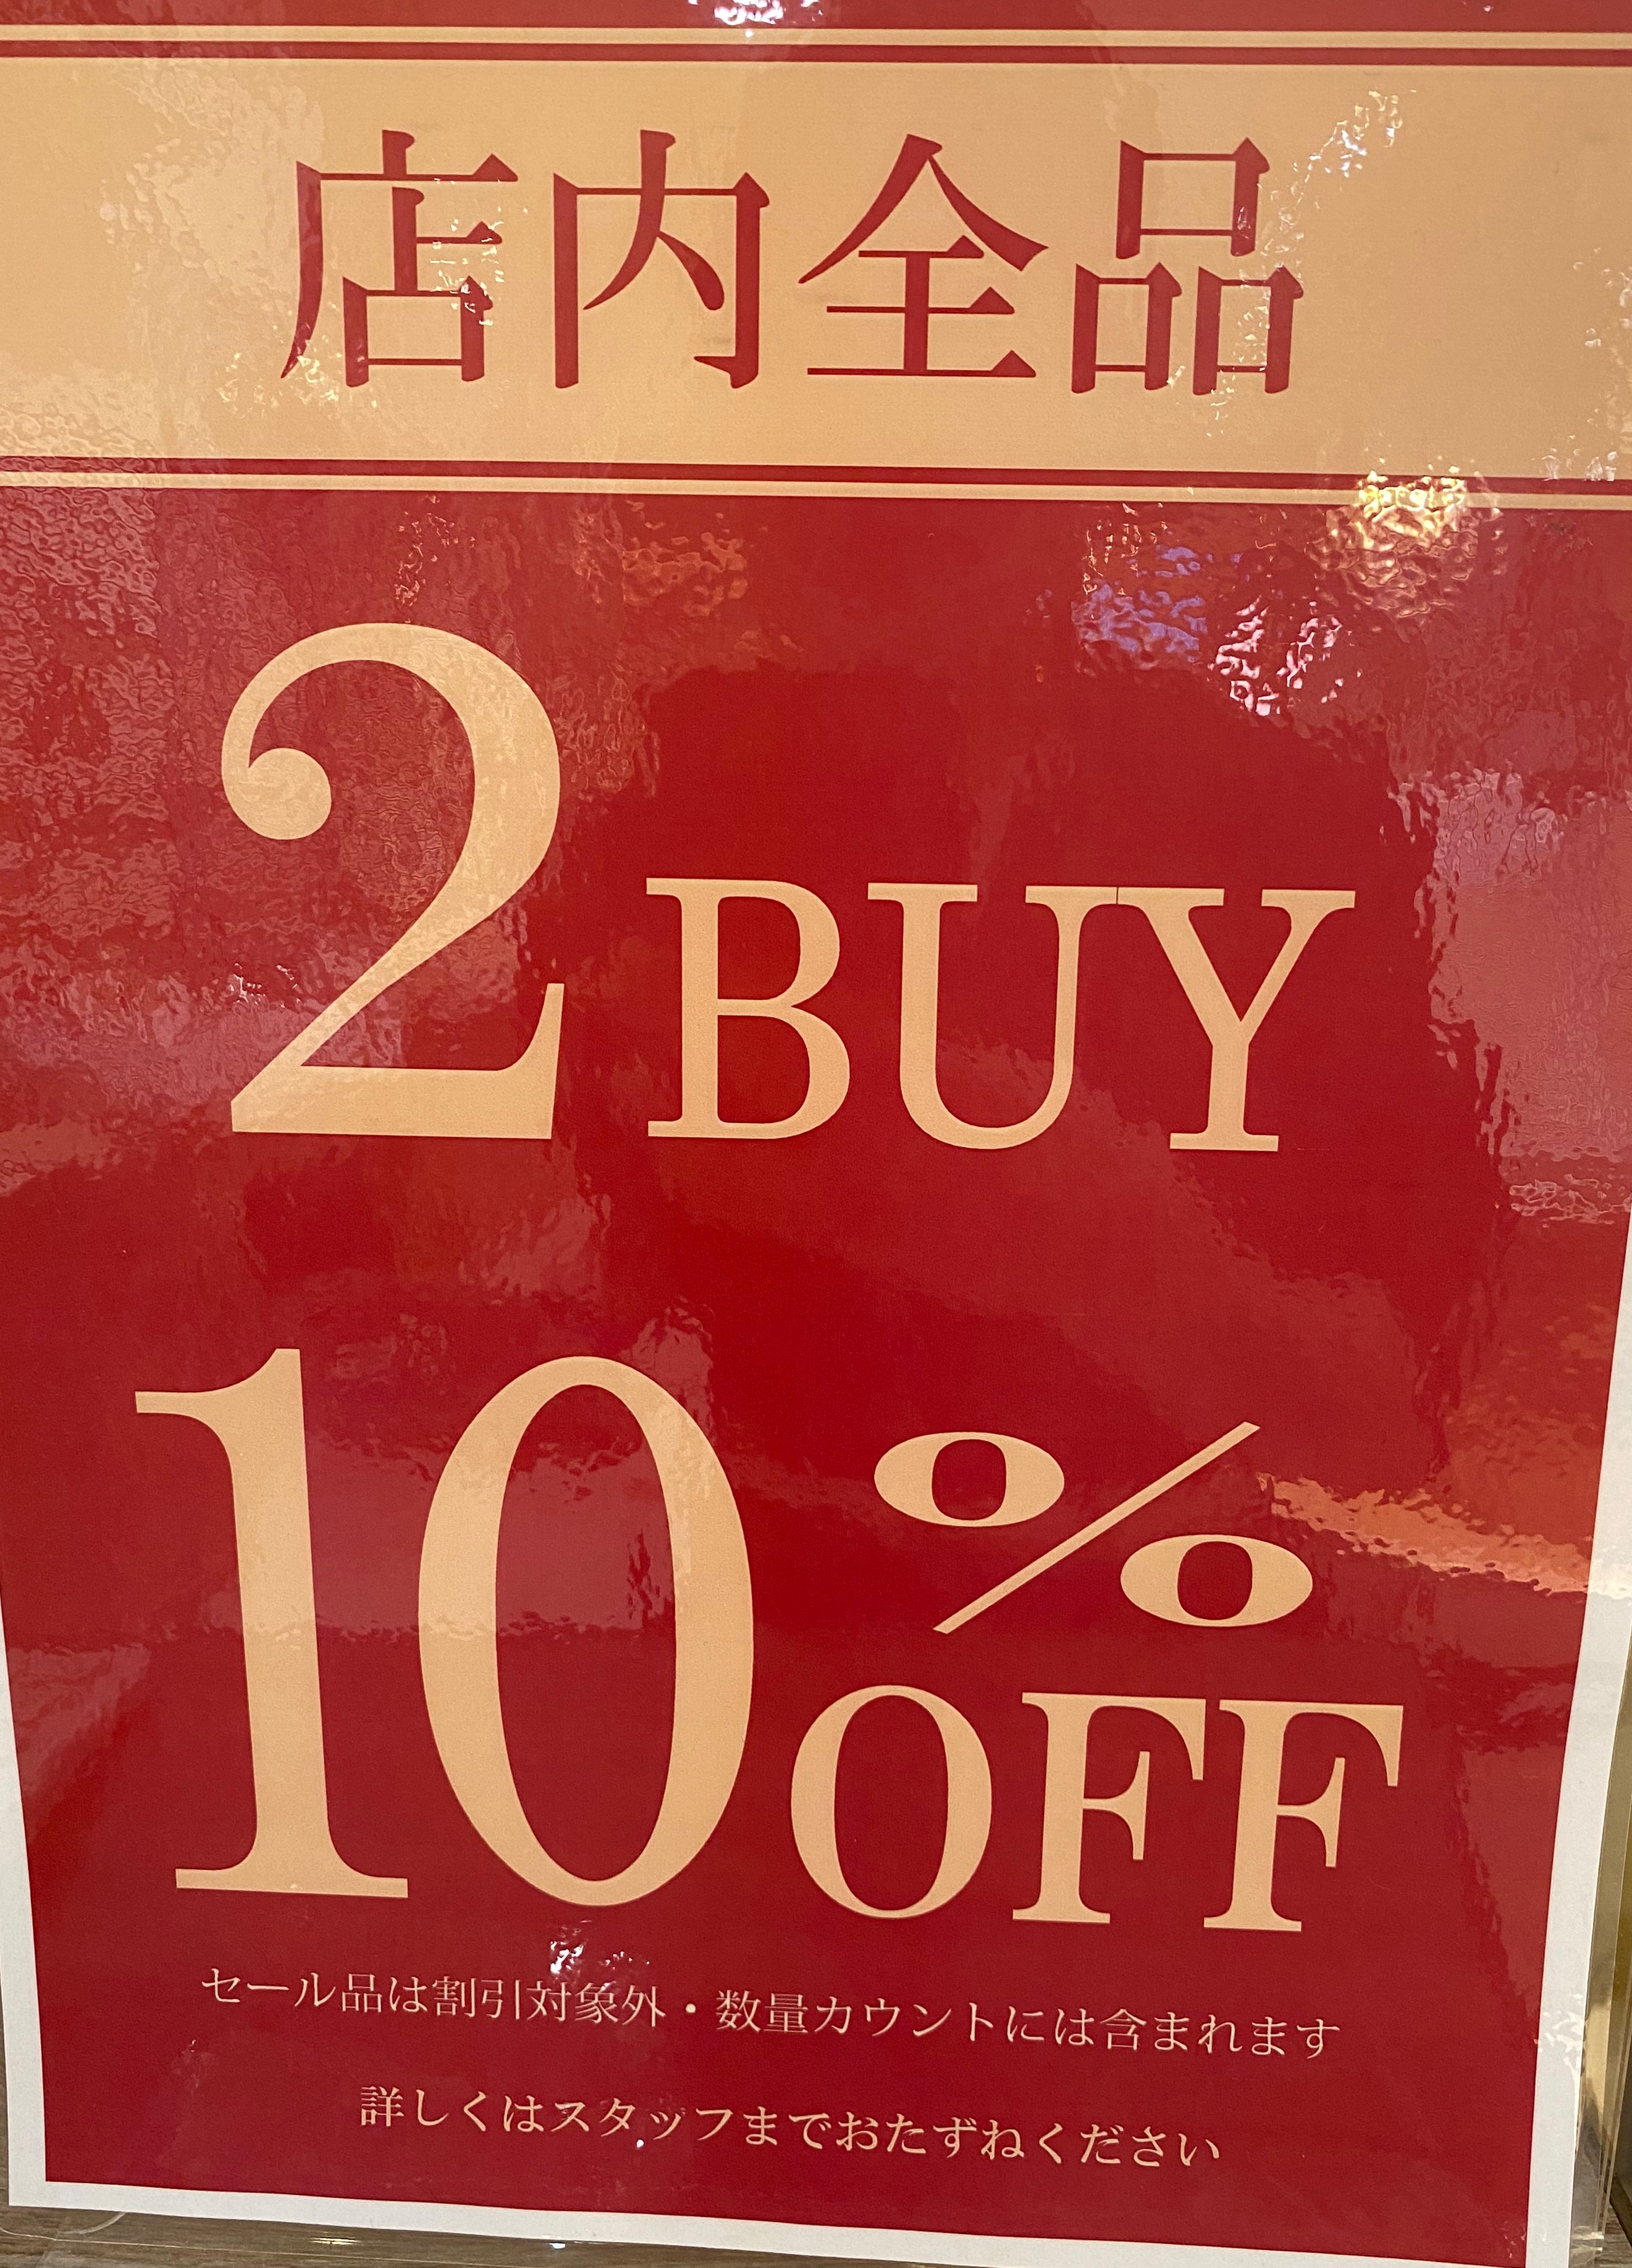 店内全品
2 BUY
10%
OFF
セール品は割引対象外・数量カウントには含まれます
詳しくはスタッフまでおたずねください